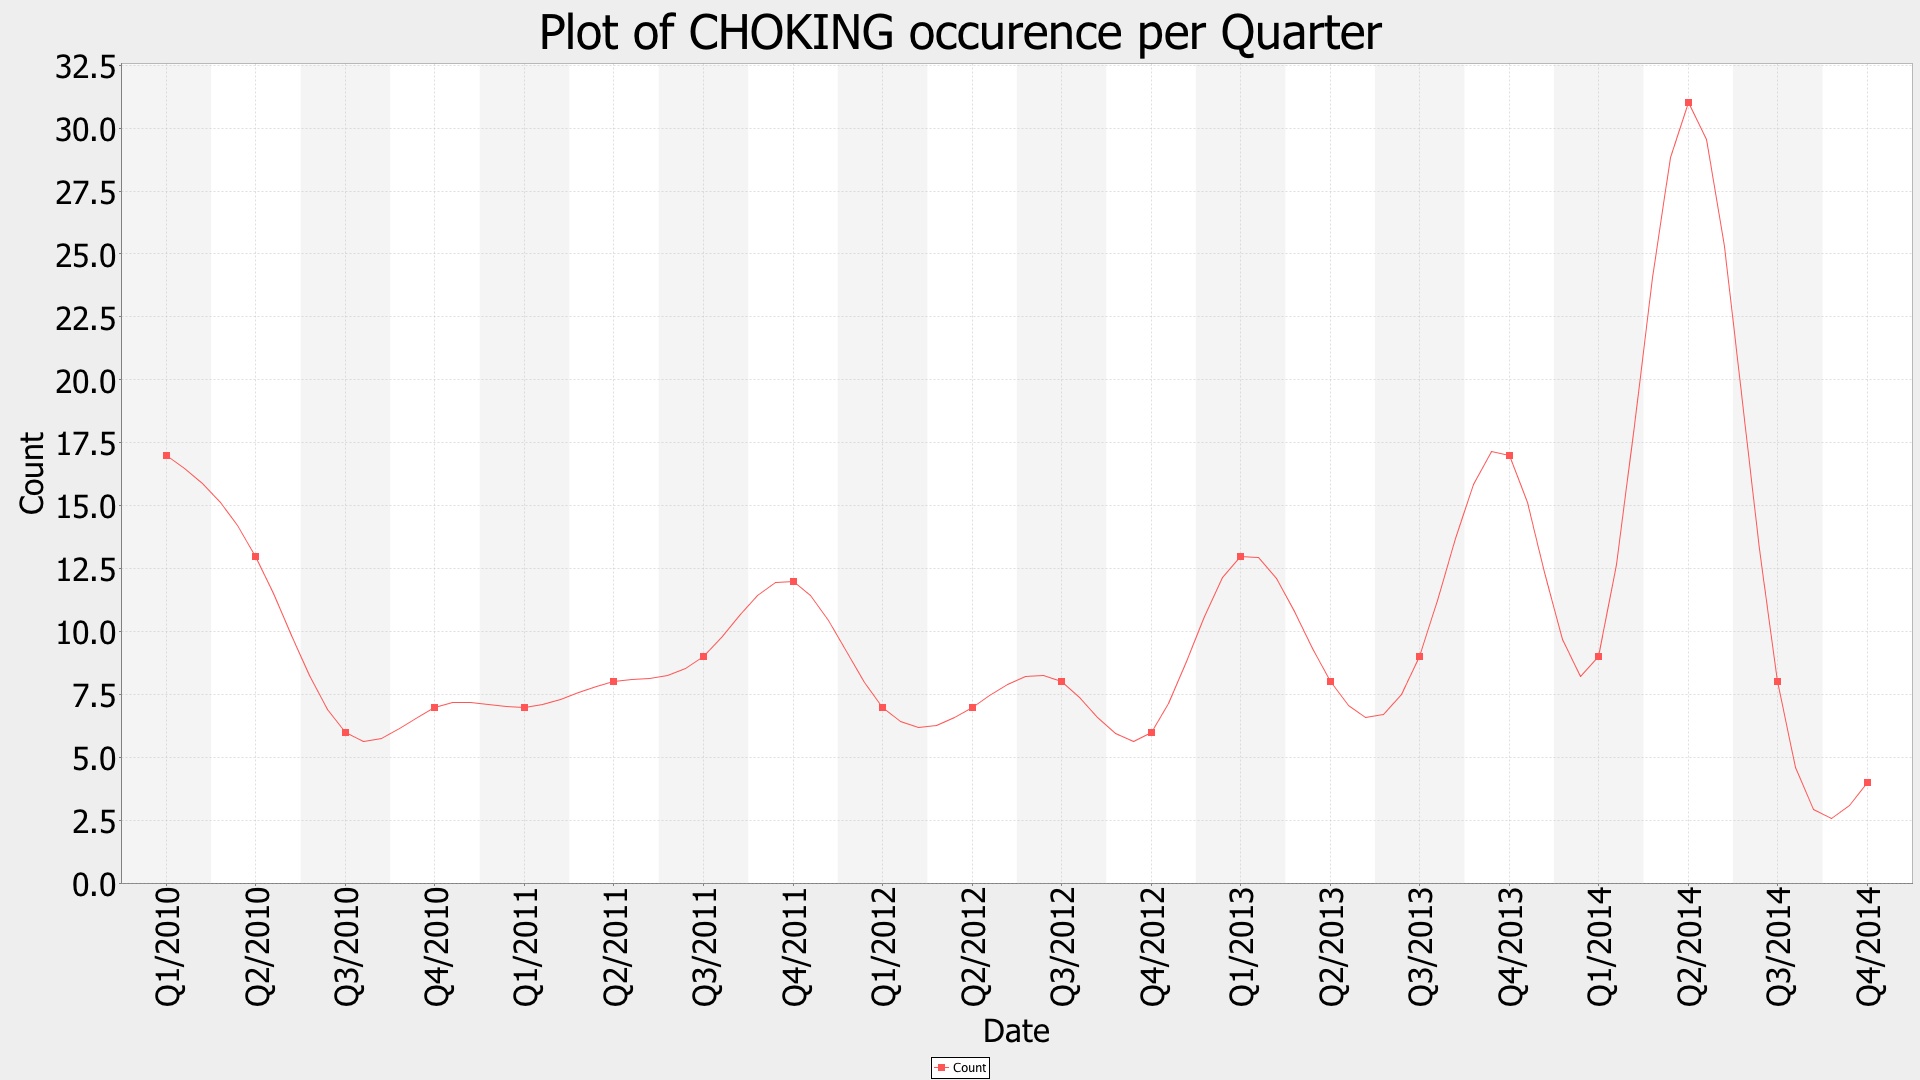 Plot of CHOKING occurence per Quarter
32.5
30.0
27.5
25.0
22.5
20.0
17.5
15.0
12.5
10.0
7.5
5.0
2.5
0.0
Count
Q1/2010
Q2/2010
Q3/2010
Q4/2010
Q1/2011
Q2/2011
Q3/2011
Q4/2011
Q1/2012
Q2/2012
Q3/2012
Q4/2012
Q1/2013
Q2/2013
Q3/2013
Q4/2013
Q1/2014
Q2/2014
Q3/2014
Q4/2014
Date
Count